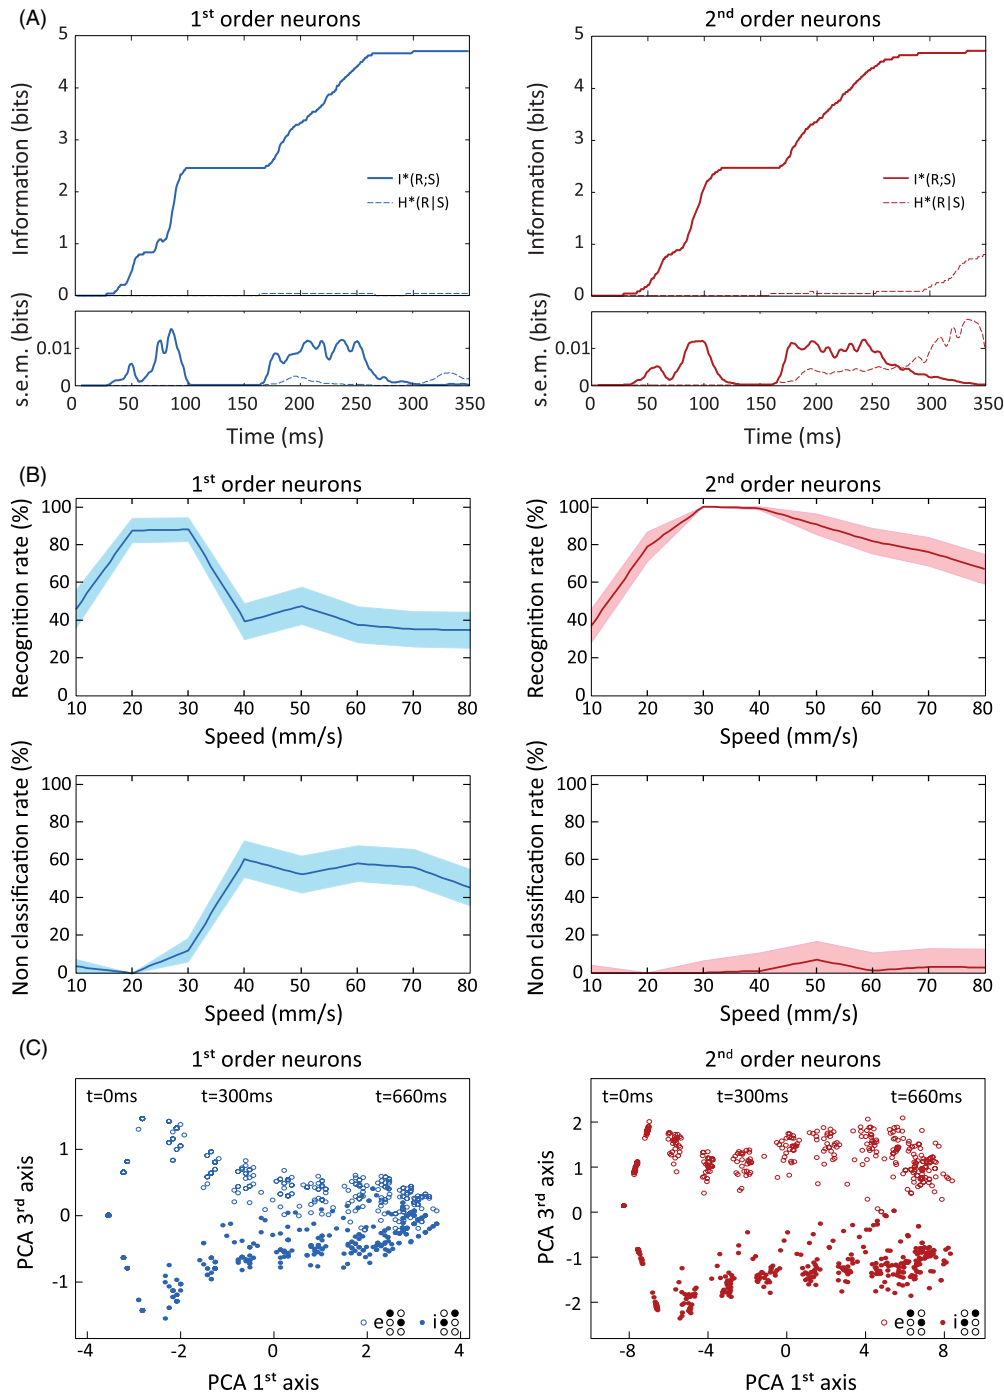 (A)
1st order neurons
2nd order neurons
Information (bits)
5
4
3
2
1
0
I*(R;S)
H*(R|S)
Information (bits)
5
4
3
2
1
0
I*(R;S)
H*(R|S)
s.e.m. (bits)
0.01
0
0 50 100 150 200 250 300 350
Time (ms)
s.e.m. (bits)
0.01
0
0 50 100 150 200 250 300 350
Time (ms)
(B)
1st order neurons
2nd order neurons
Recognition rate (%)
100
80
60
40
20
0
10 20 30 40 50 60 70 80
Speed (mm/s)
Recognition rate (%)
100
80
60
40
20
0
10 20 30 40 50 60 70 80
Speed (mm/s)
Non classification rate (%)
100
80
60
40
20
0
10 20 30 40 50 60 70 80
Speed (mm/s)
Non classification rate (%)
100
80
60
40
20
0
10 20 30 40 50 60 70 80
Speed (mm/s)
(C)
1st order neurons
2nd order neurons
t=0ms t=300ms t=660ms
PCA 3rd axis
1
0
-1
e i
-4 -2 0 2 4
PCA 1st axis
t=0ms t=300ms t=660ms
PCA 3rd axis
2
1
0
-1
-2
e i
-8 -4 0 4 8
PCA 1st axis